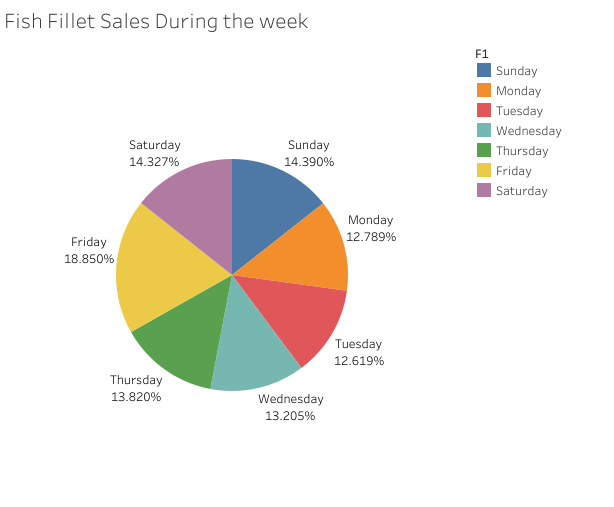 Fish Fillet Sales During the week
F1
Sunday
Monday
Tuesday
Wednesday
Thursday
Friday
Saturday
Saturday
14.327%
Sunday
14.390%
Monday
12.789%
Friday
18.850%
Tuesday
12.619%
Thursday
13.820%
Wednesday
13.205%